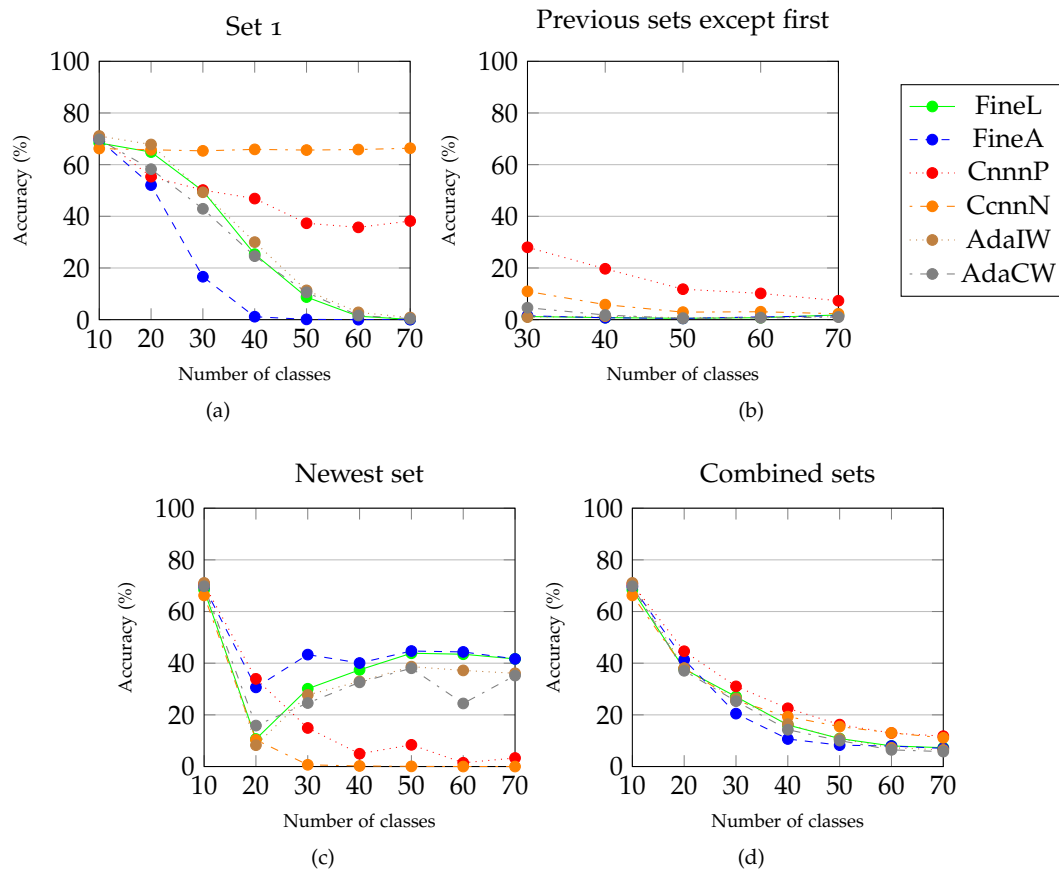 Set 1
Previous sets except first
100
80
60
40
20
0
Accuracy (%)
10 20 30 40 50 60 70
Number of classes
(a)
100
80
60
40
20
0
Accuracy (%)
30 40 50 60 70
Number of classes
(b)
FineL
FineA
CnnnP
CcnnN
AdaIW
AdaCW
Newest set
Combined sets
100
80
60
40
20
0
Accuracy (%)
10 20 30 40 50 60 70
Number of classes
(c)
100
80
60
40
20
0
Accuracy (%)
10 20 30 40 50 60 70
Number of classes
(d)